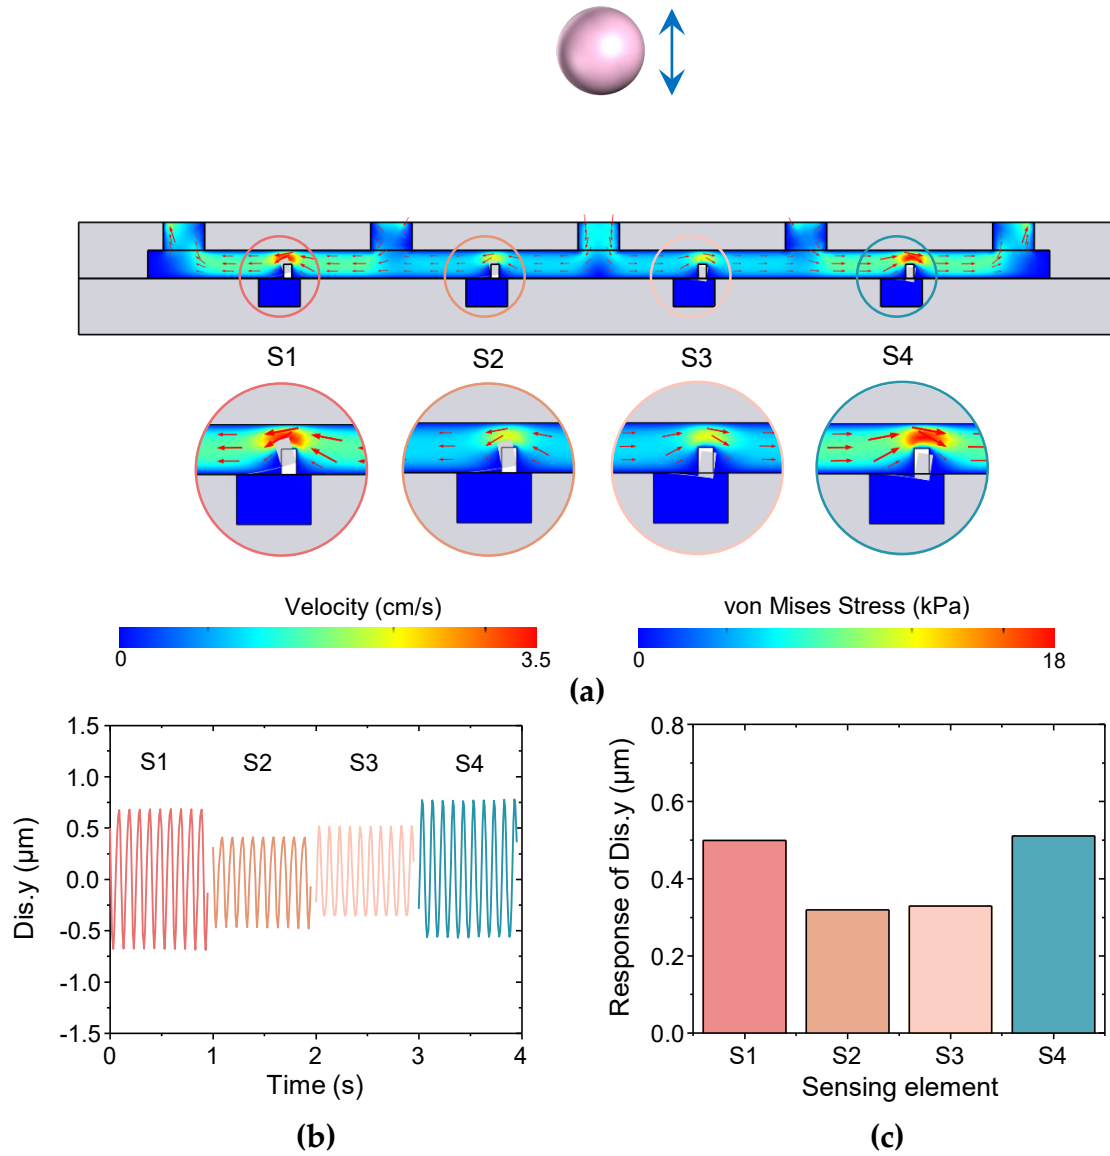 S1 S2 S3 S4
Velocity (cm/s) von Mises Stress (kPa)
0 3.5 0 18
(a)
1.5
1.0
0.5
0.0
-0.5
-1.0
-1.5
Dis.y (μm)
S1 S2 S3 S4
0 1 2 3 4
Time (s)
(b)
0.8
0.6
0.4
0.2
0.0
Response of Dis.y (μm)
S1 S2 S3 S4
Sensing element
(c)